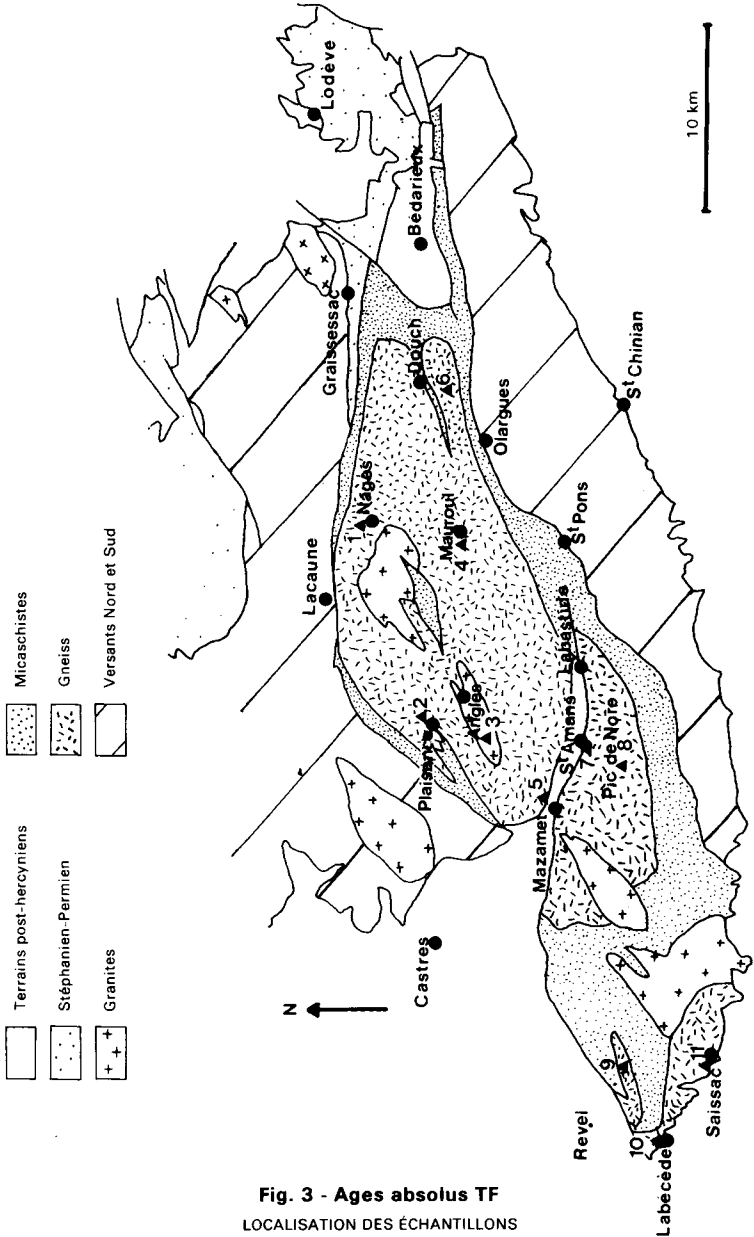 Terrains post-hercyniens
Stéphanien-Permien
Granites
Micaschistes
Gneiss
Versants Nord et Sud
N
10 km
Lodève
Bédarieux
Graissessac
Douch
6
Olargues
St Chinian
Lacaune
1
Nages
Mauroul
4
St Pons
Plaisance
2
Angles
3
Labastide
St Amans
5
Mazamet
Pic de Nore
8
Castres
Revel
9
10
Labécède
11
Saissac
Fig. 3 - Ages absolus TF
LOCALISATION DES ÉCHANTILLONS